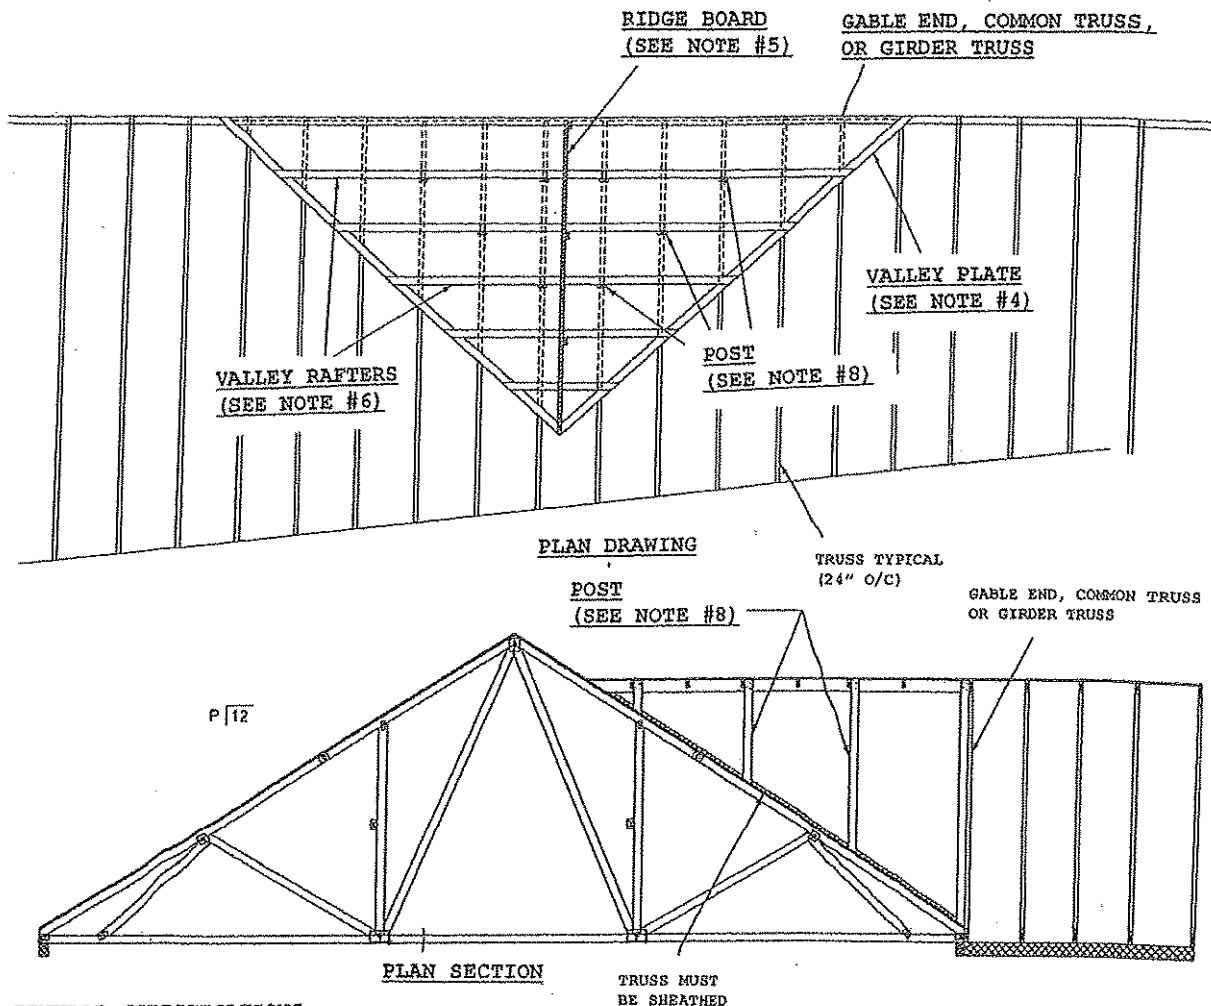 RIDGE BOARD
(SEE NOTE #5)
GABLE END, COMMON TRUSS,
OR GIRDER TRUSS
VALLEY PLATE
(SEE NOTE #4)
POST
(SEE NOTE #8)
VALLEY RAFTERS
(SEE NOTE #6)
PLAN DRAWING
TRUSS TYPICAL
(24" O/C)
POST
(SEE NOTE #8)
GABLE END, COMMON TRUSS
OR GIRDER TRUSS
P 12
PLAN SECTION
TRUSS MUST
BE SHEATHED